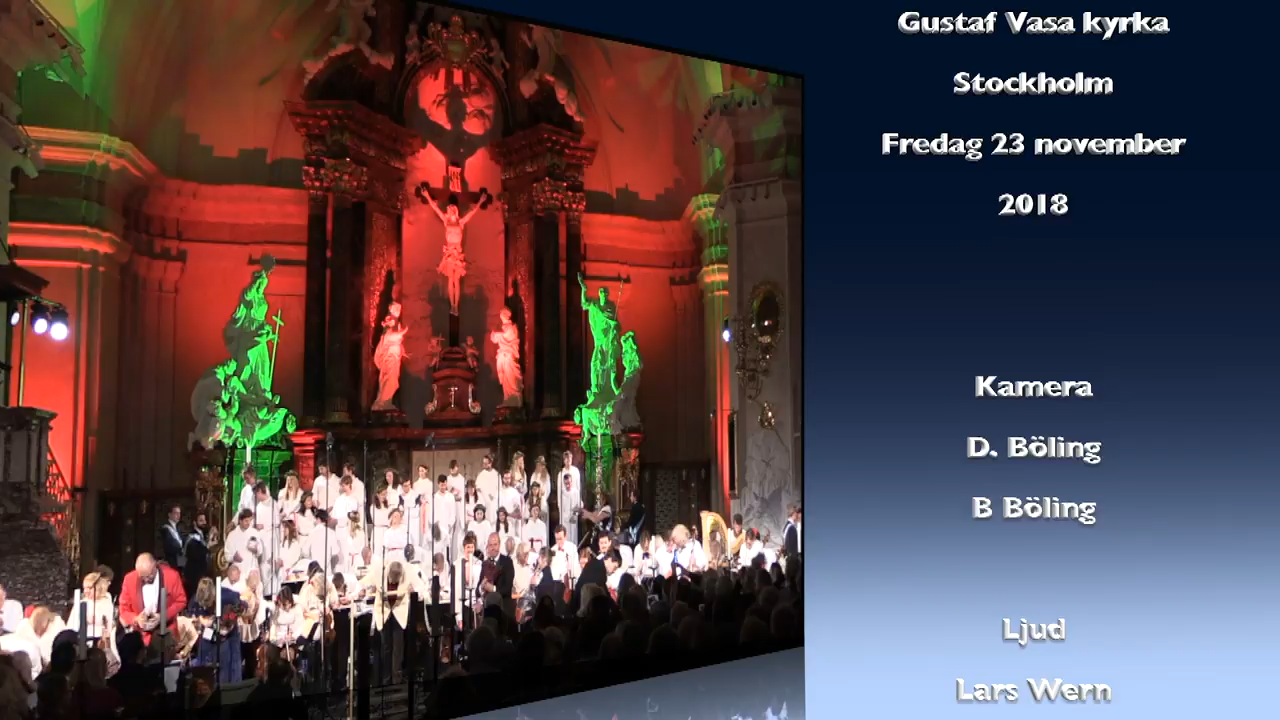 Gustaf Vasa kyrka
Stockholm
Fredag 23 november
2018
Kamera
D. Böling
B Böling
Ljud
Lars Wern